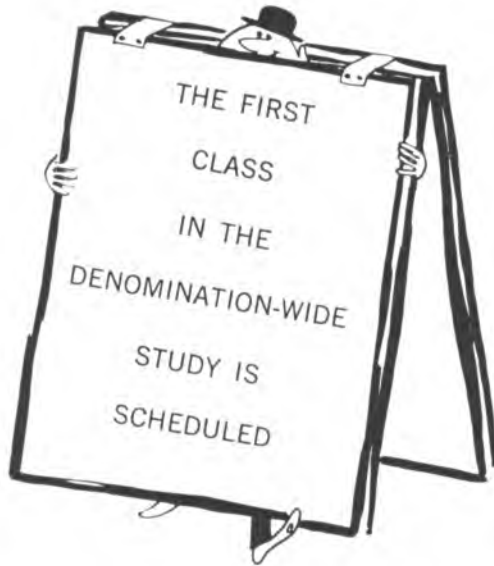 THE FIRST
CLASS
IN THE
DENOMINATION-WIDE
STUDY IS
SCHEDULED